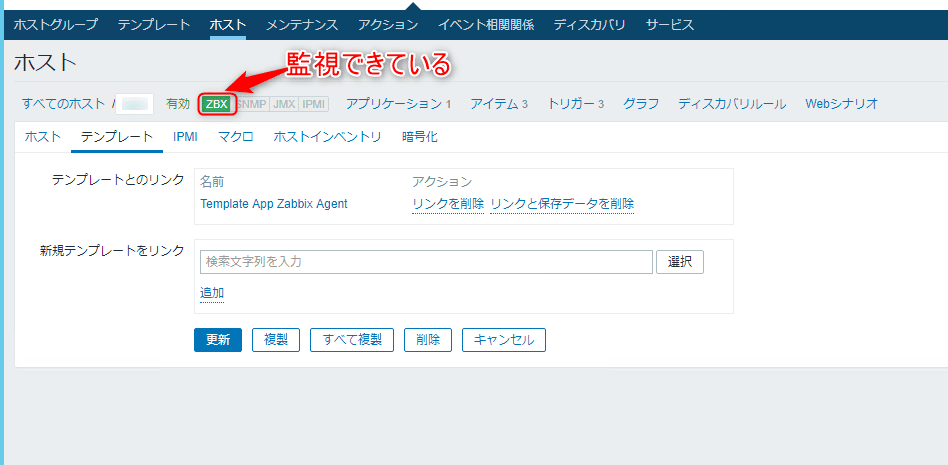 ホストグループ テンプレート ホスト メンテナンス アクション イベント相関関係 ディスカバリ サービス
ホスト
監視できている
すべてのホスト / 有効 ZBX SNMP JMX IPMI アプリケーション 1 アイテム 3 トリガー 3 グラフ ディスカバリルール Webシナリオ
ホスト テンプレート IPMI マクロ ホストインベントリ 暗号化
テンプレートとのリンク 名前 アクション
Template App Zabbix Agent リンクを削除 リンクと保存データを削除
新規テンプレートをリンク
検索文字列を入力 選択
追加
更新 複製 すべて複製 削除 キャンセル